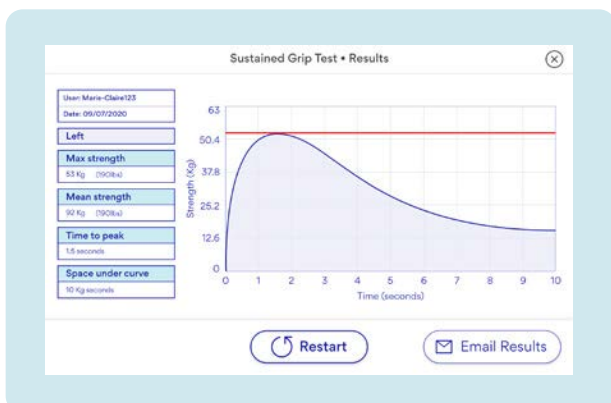 Sustained Grip Test • Results
User: Marie-Claire123
Date: 09/07/2020
Left
Max strength
53 Kg (190lbs)
Mean strength
92 Kg (190lbs)
Time to peak
1.5 seconds
Space under curve
10 Kg seconds
Strength (Kg)
63
50.4
37.8
25.2
12.6
0
0 1 2 3 4 5 6 7 8 9 10
Time (seconds)
Restart
Email Results